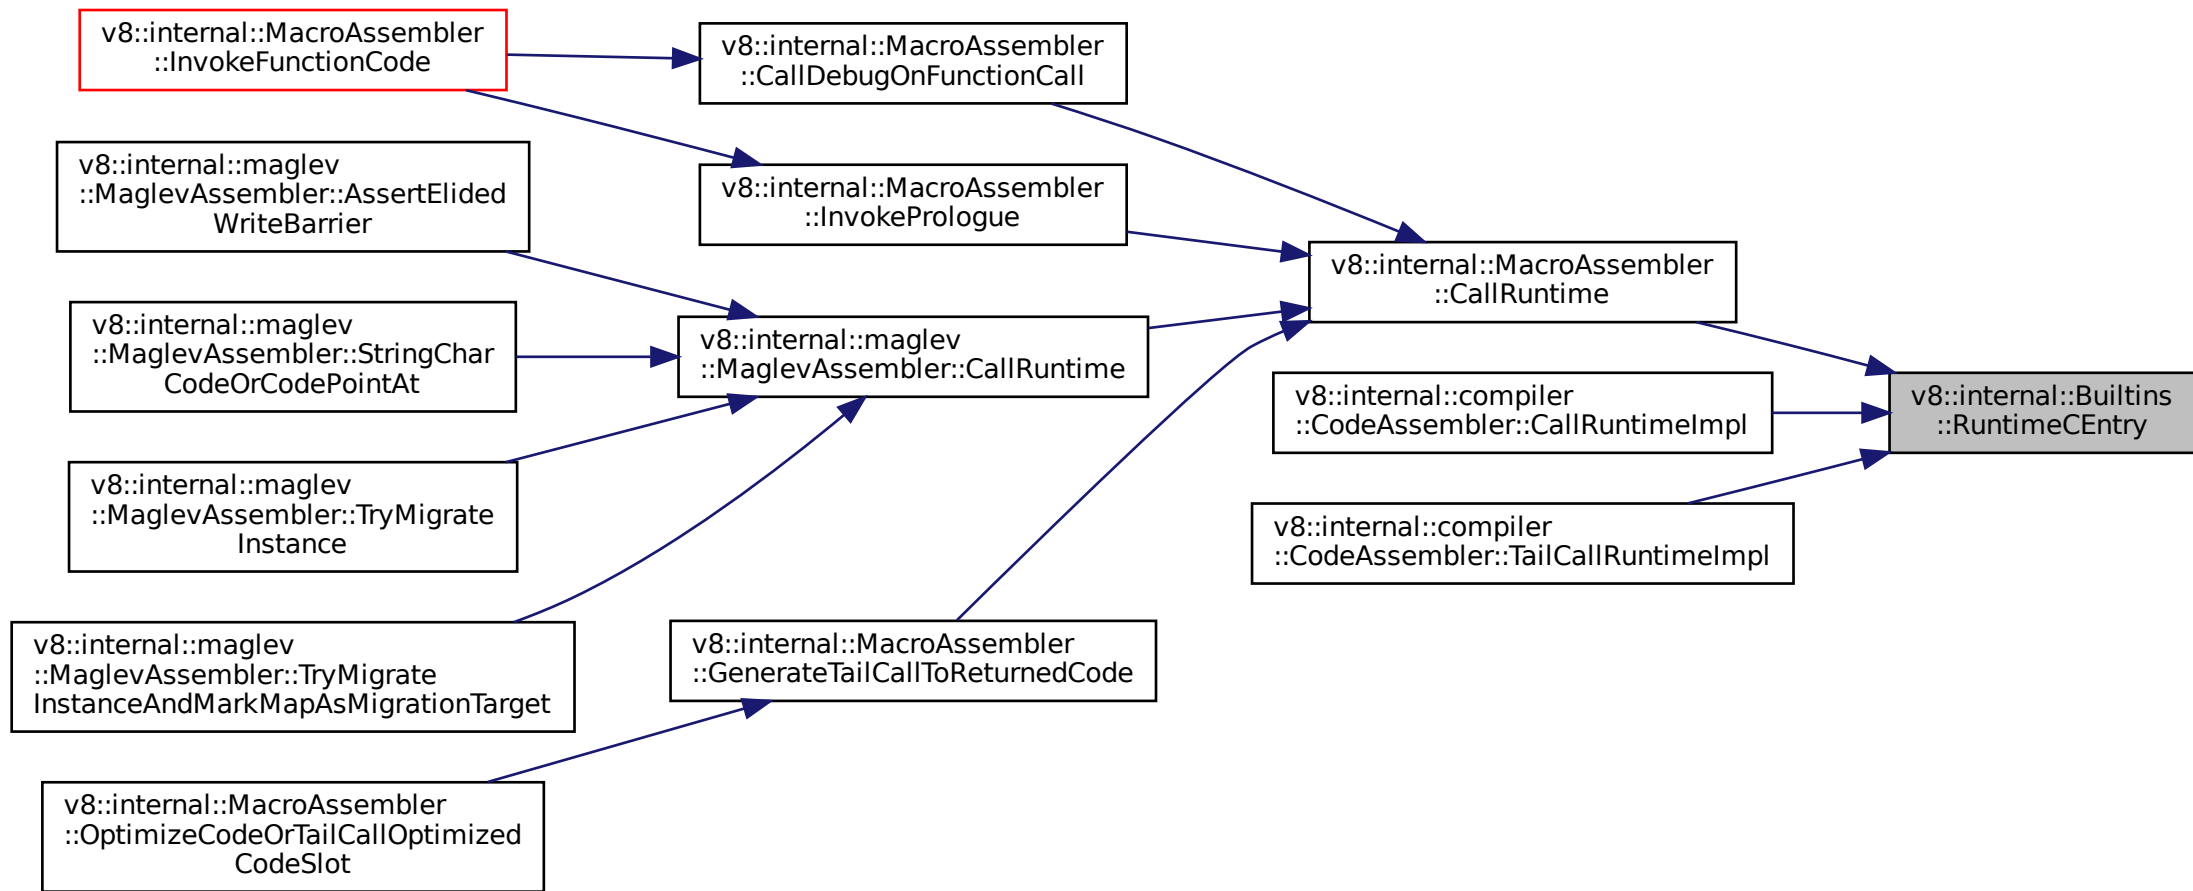 v8::internal::MacroAssembler
::InvokeFunctionCode
v8::internal::MacroAssembler
::CallDebugOnFunctionCall
v8::internal::maglev
::MaglevAssembler::AssertElided
WriteBarrier
v8::internal::MacroAssembler
::InvokePrologue
v8::internal::MacroAssembler
::CallRuntime
v8::internal::maglev
::MaglevAssembler::StringChar
CodeOrCodePointAt
v8::internal::maglev
::MaglevAssembler::CallRuntime
v8::internal::compiler
::CodeAssembler::CallRuntimeImpl
v8::internal::Builtins
::RuntimeCEntry
v8::internal::maglev
::MaglevAssembler::TryMigrate
Instance
v8::internal::compiler
::CodeAssembler::TailCallRuntimeImpl
v8::internal::maglev
::MaglevAssembler::TryMigrate
InstanceAndMarkMapAsMigrationTarget
v8::internal::MacroAssembler
::GenerateTailCallToReturnedCode
v8::internal::MacroAssembler
::OptimizeCodeOrTailCallOptimized
CodeSlot